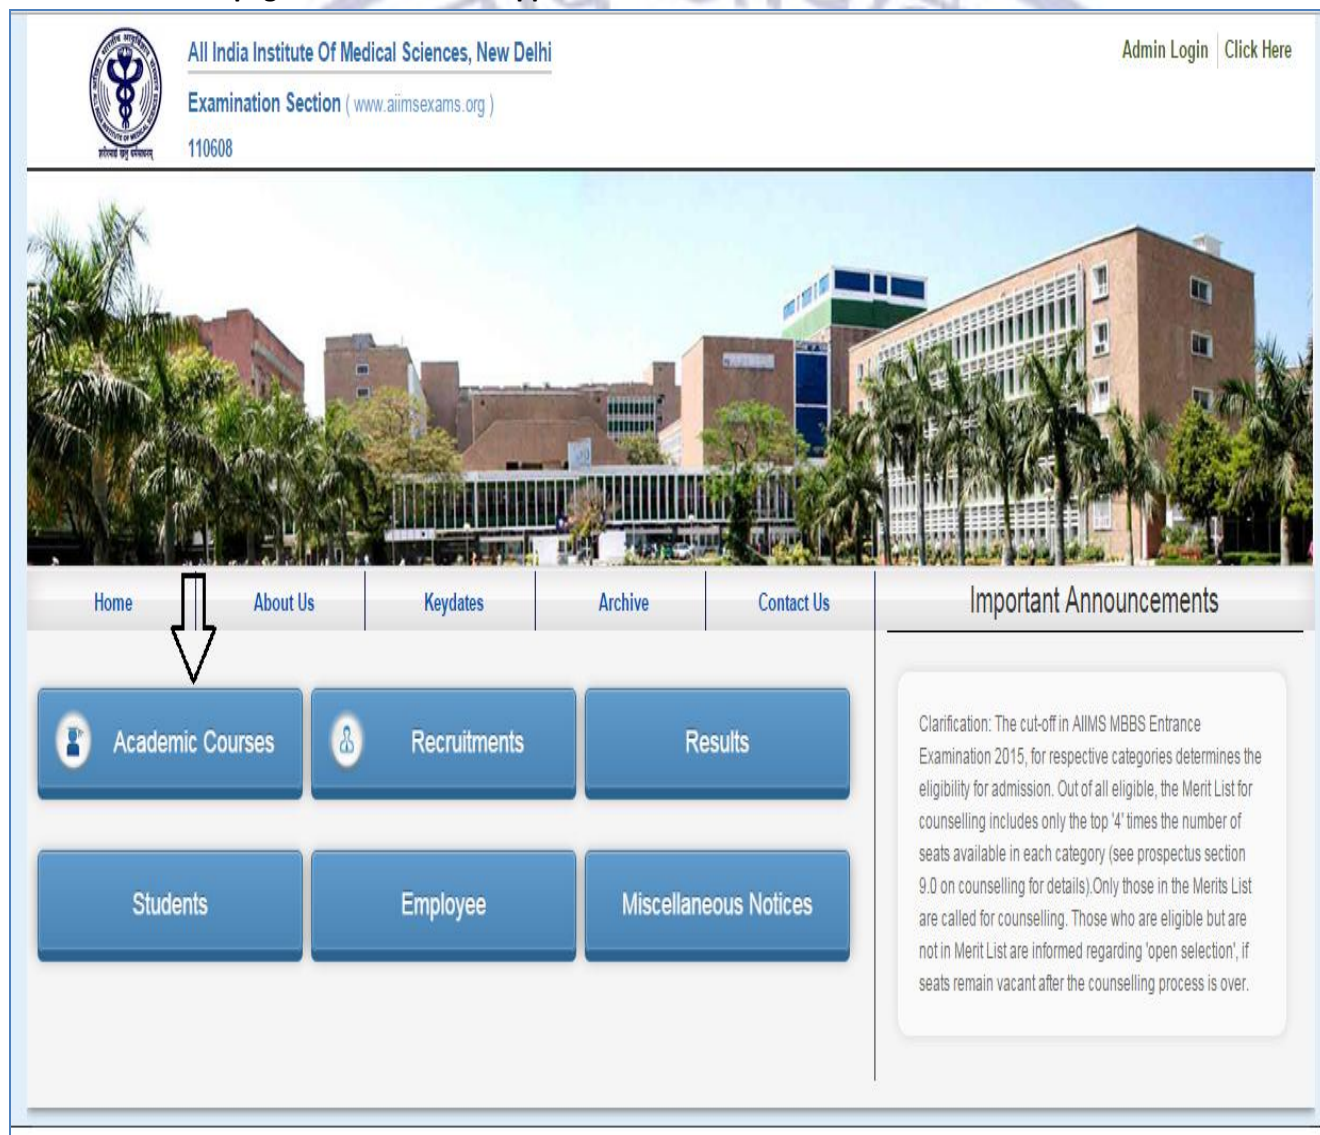 All India Institute Of Medical Sciences, New Delhi
Admin Login Click Here
Examination Section ( www.aiimsexams.org )
110608
Home About Us Keydates Archive Contact Us
Important Announcements
Academic Courses Recruitments Results
Students Employee Miscellaneous Notices
Clarification: The cut-off in AIIMS MBBS Entrance
Examination 2015, for respective categories determines the
eligibility for admission. Out of all eligible, the Merit List for
counselling includes only the top '4' times the number of
seats available in each category (see prospectus section
9.0 on counselling for details).Only those in the Merits List
are called for counselling. Those who are eligible but are
not in Merit List are informed regarding 'open selection', if
seats remain vacant after the counselling process is over.